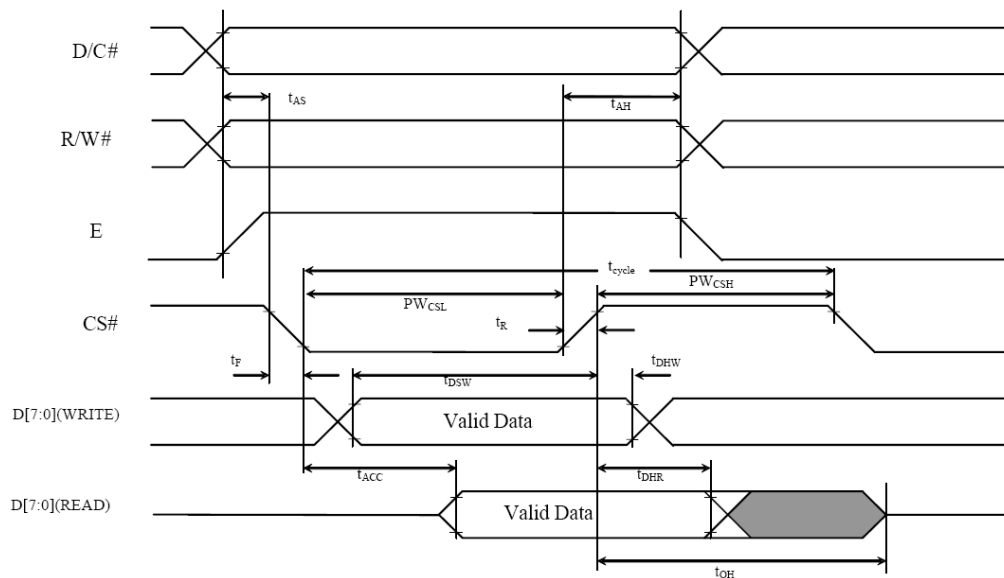 D/C#
tAS
tAH
R/W#
E
tcycle
PWCSL
PWCSH
CS#
tR
tF
tDSW
tDHW
D[7:0](WRITE)
Valid Data
tACC
tDHR
D[7:0](READ)
Valid Data
tOH